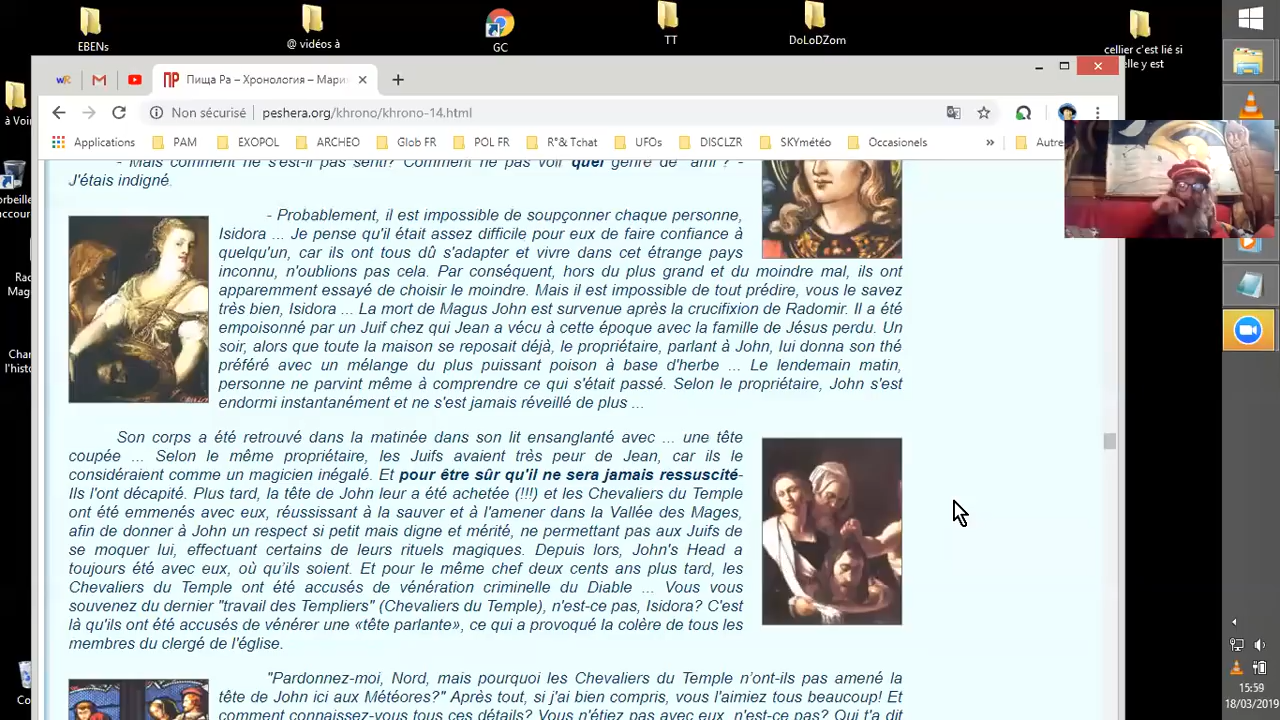 EBENs
@ vidéos à
GC
TT
DoLoDZom
cellier c'est lié si
elle y est
Пища Ра – Хронология – Мари
Non sécurisé
peshera.org/khrono/khrono-14.html
Applications
PAM
EXOPOL
ARCHEO
Glob FR
POL FR
R°& Tchat
UFOs
DISCLZR
SKYmétéo
Occasionels
»
Autre
à Voir
- Mais comment ne s'est-il pas senti? Comment ne pas voir quel genre de "ami"? -
J'étais indigné.
- Probablement, il est impossible de soupçonner chaque personne,
Isidora ... Je pense qu'il était assez difficile pour eux de faire confiance à
quelqu'un, car ils ont tous dû s'adapter et vivre dans cet étrange pays
inconnu, n'oublions pas cela. Par conséquent, hors du plus grand et du moindre mal, ils ont
apparemment essayé de choisir le moindre. Mais il est impossible de tout prédire, vous le savez
très bien, Isidora ... La mort de Magus John est survenue après la crucifixion de Radomir. Il a été
empoisonné par un Juif chez qui Jean a vécu à cette époque avec la famille de Jésus perdu. Un
soir, alors que toute la maison se reposait déjà, le propriétaire, parlant à John, lui donna son thé
préféré avec un mélange du plus puissant poison à base d'herbe ... Le lendemain matin,
personne ne parvint même à comprendre ce qui s'était passé. Selon le propriétaire, John s'est
endormi instantanément et ne s'est jamais réveillé de plus ...
Son corps a été retrouvé dans la matinée dans son lit ensanglanté avec ... une tête
coupée ... Selon le même propriétaire, les Juifs avaient très peur de Jean, car ils le
considéraient comme un magicien inégalé. Et pour être sûr qu'il ne sera jamais ressuscité-
Ils l'ont décapité. Plus tard, la tête de John leur a été achetée (!!!) et les Chevaliers du Temple
ont été emmenés avec eux, réussissant à la sauver et à l'amener dans la Vallée des Mages,
afin de donner à John un respect si petit mais digne et mérité, ne permettant pas aux Juifs de
se moquer lui, effectuant certains de leurs rituels magiques. Depuis lors, John's Head a
toujours été avec eux, où qu'ils soient. Et pour le même chef deux cents ans plus tard, les
Chevaliers du Temple ont été accusés de vénération criminelle du Diable ... Vous vous
souvenez du dernier "travail des Templiers" (Chevaliers du Temple), n'est-ce pas, Isidora? C'est
là qu'ils ont été accusés de vénérer une «tête parlante», ce qui a provoqué la colère de tous les
membres du clergé de l'église.
"Pardonnez-moi, Nord, mais pourquoi les Chevaliers du Temple n'ont-ils pas amené la
tête de John ici aux Météores?" Après tout, si j'ai bien compris, vous l'aimiez tous beaucoup! Et
comment connaissez-vous tous ces détails? Vous n'étiez pas avec eux, n'est-ce pas? Qui t'a dit
15:59
18/03/2019